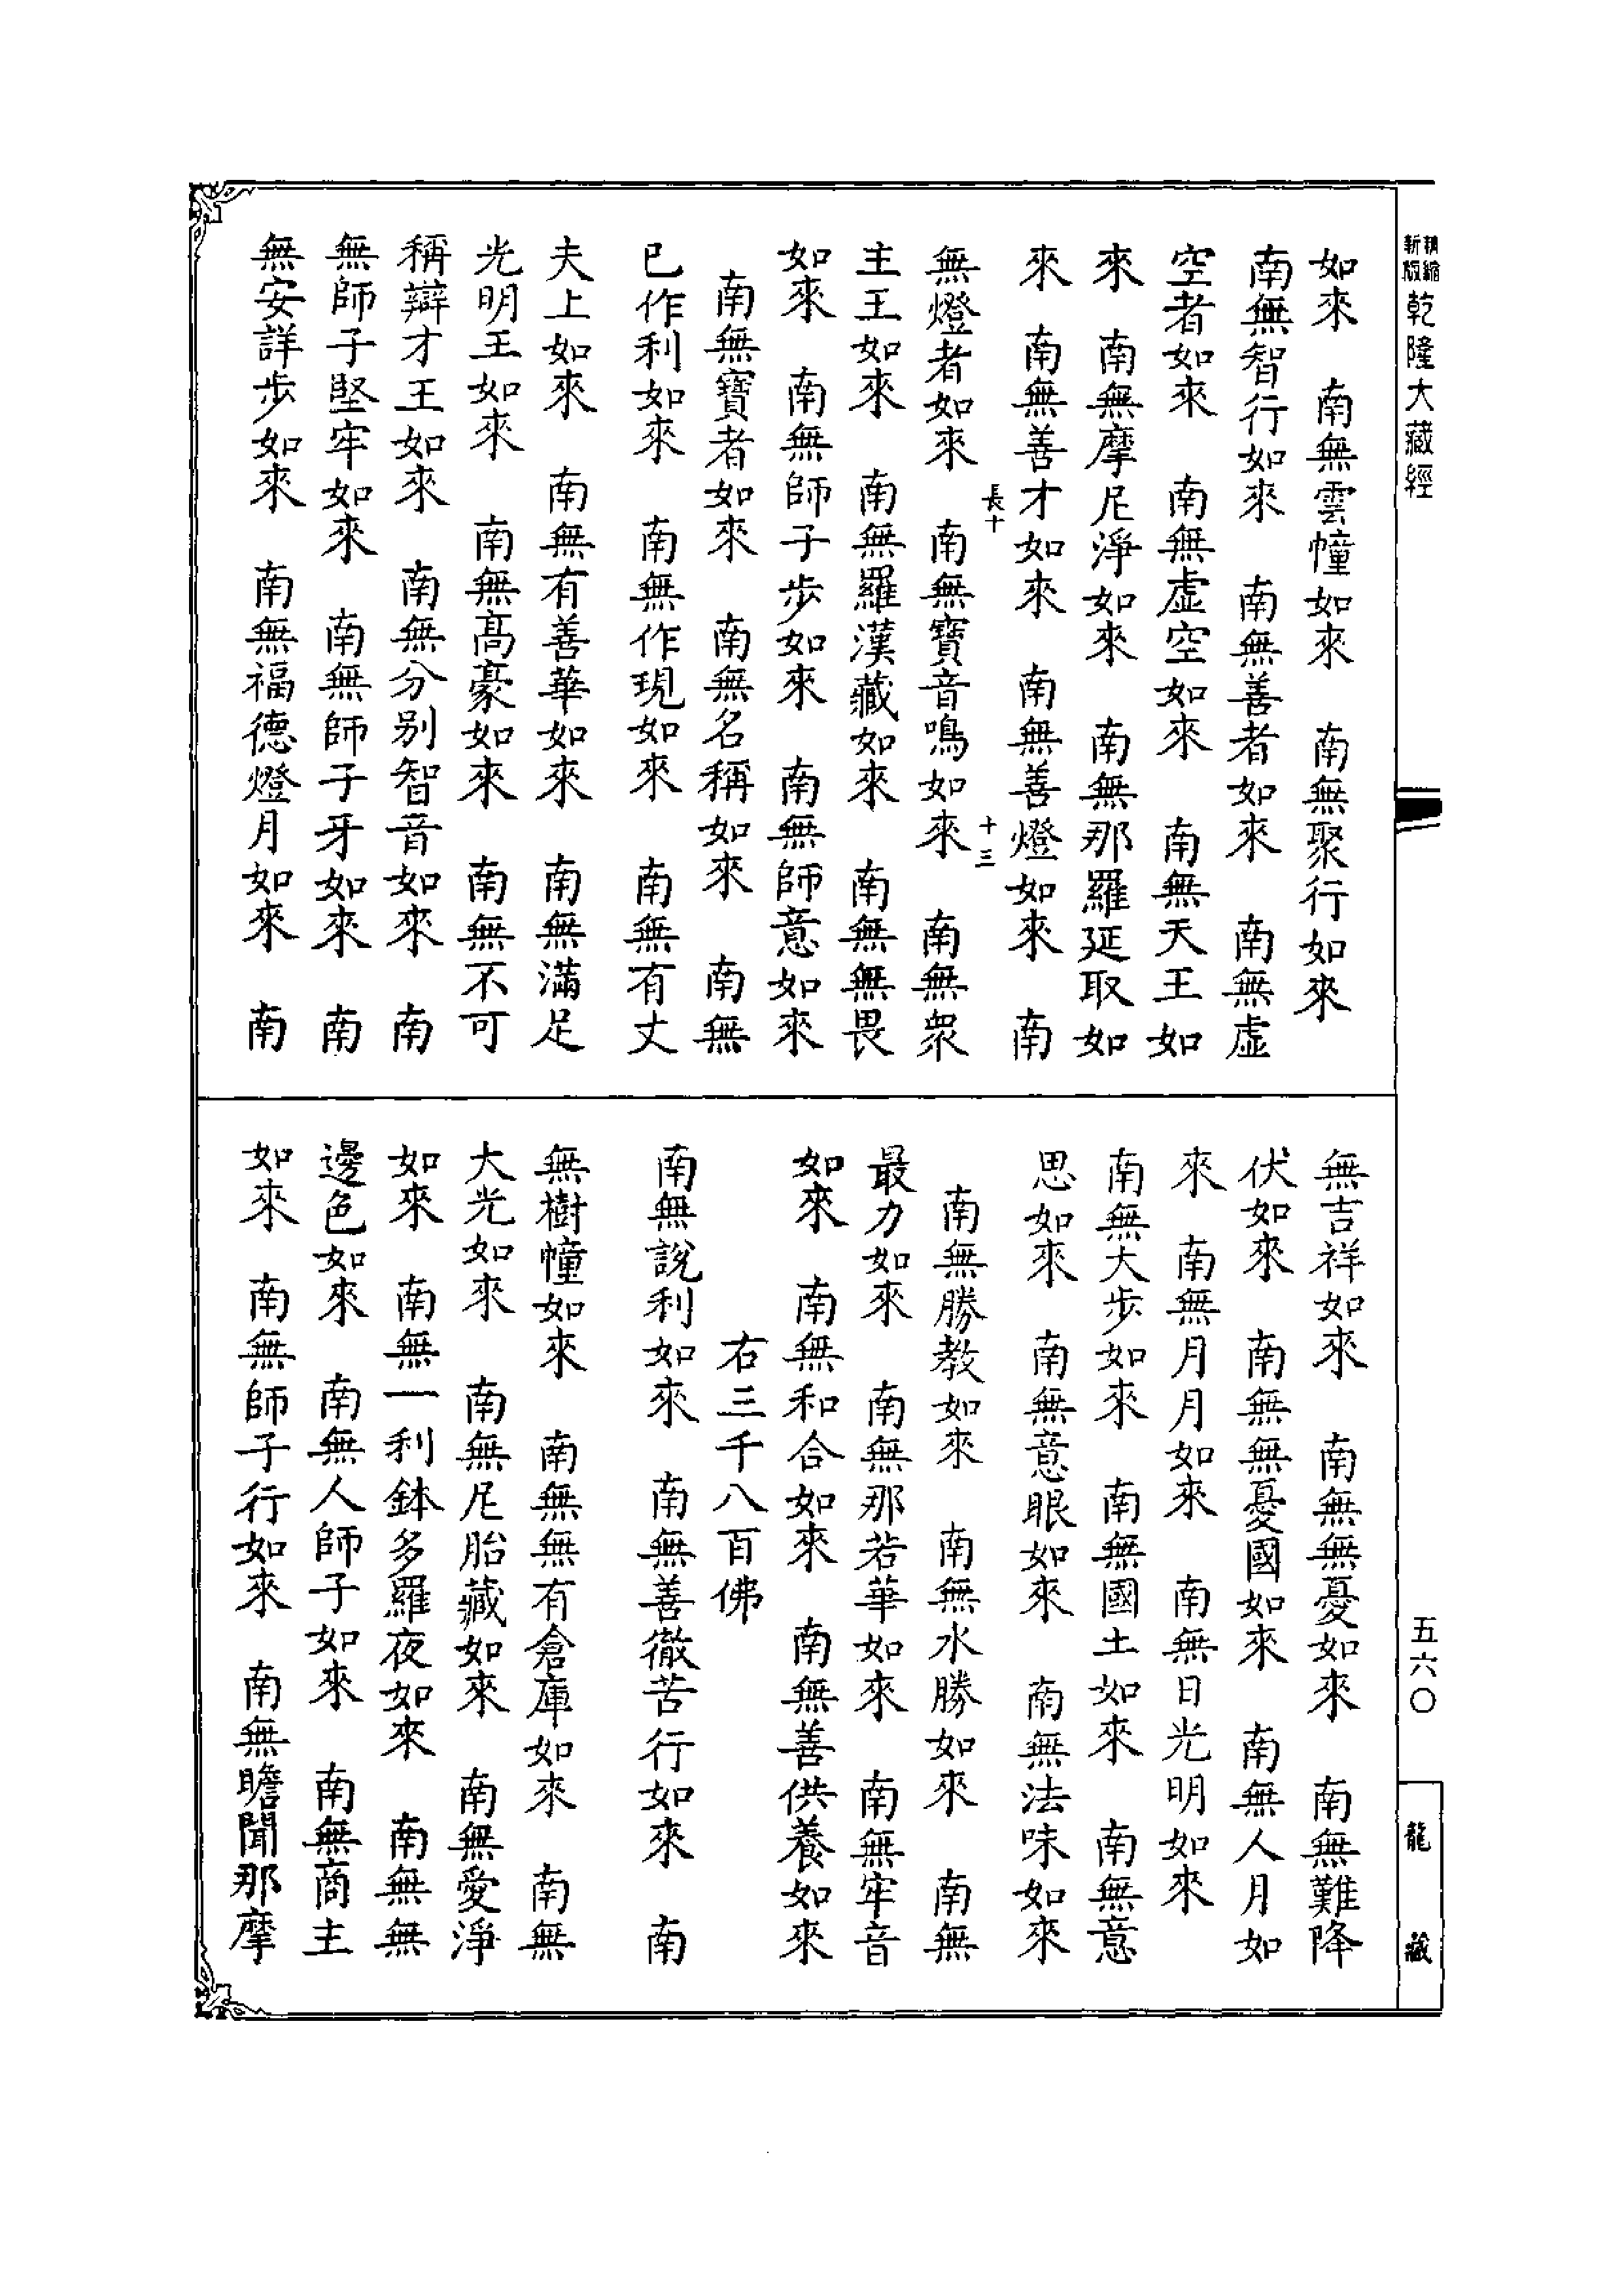 精縮新版乾隆大藏經
如來　南無雲幢如來　南無聚行如來
南無智行如來　南無善者如來　南無虛
空者如來　南無虛空如來　南無天王如
來　南無摩尼淨如來　南無那羅延取如
來　南無善才如來　南無善燈如來　南
長十　十三
無燈者如來　南無寶音鳴如來　南無眾
主王如來　南無羅漢藏如來　南無無畏
如來　南無師子步如來　南無師意如來
南無寶者如來　南無名稱如來　南無
已作利如來　南無作現如來　南無有丈
夫上如來　南無有善華如來　南無滿足
光明王如來　南無髙豪如來　南無不可
稱辯才王如來　南無分別智音如來　南
無師子堅牢如來　南無師子牙如來　南
無安詳步如來　南無福德燈月如來　南
無吉祥如來　南無無憂如來　南無難降
伏如來　南無無憂國如來　南無人月如
來　南無月月如來　南無日光明如來
南無大步如來　南無國土如來　南無意
思如來　南無意眼如來　南無法味如來
南無勝教如來　南無水勝如來　南無
最力如來　南無那若華如來　南無牢音
如來　南無和合如來　南無善供養如來
右三千八百佛
南無說利如來　南無善徹苦行如來　南
無樹幢如來　南無無有倉庫如來　南無
大光如來　南無尼胎藏如來　南無愛淨
如來　南無一利鉢多羅夜如來　南無無
邊色如來　南無人師子如來　南無商主
如來　南無師子行如來　南無瞻聞那摩
五六〇
龍藏